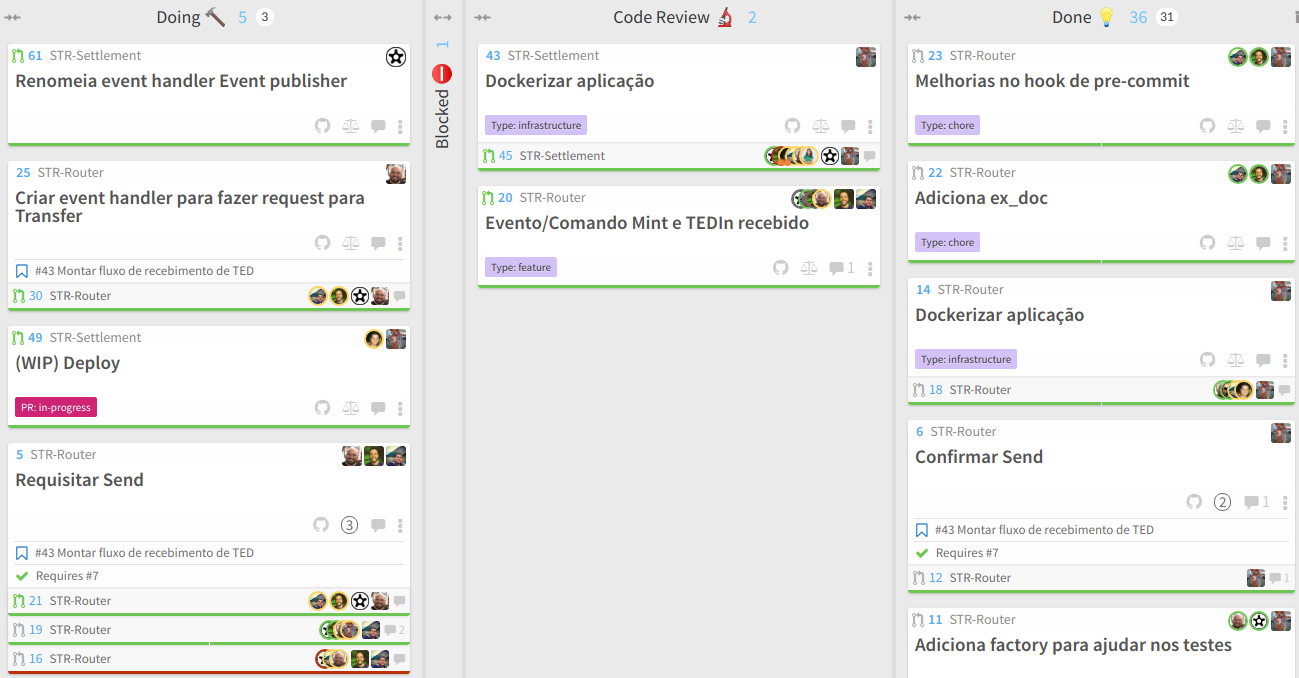 Doing 5 3
61 STR-Settlement
Renomeia event handler Event publisher
25 STR-Router
Criar event handler para fazer request para
Transfer
#43 Montar fluxo de recebimento de TED
30 STR-Router
49 STR-Settlement
(WIP) Deploy
PR: in-progress
5 STR-Router
Requisitar Send
3
#43 Montar fluxo de recebimento de TED
Requires #7
21 STR-Router
19 STR-Router 2
16 STR-Router
1
Blocked
Code Review 2
43 STR-Settlement
Dockerizar aplicação
Type: infrastructure
45 STR-Settlement
20 STR-Router
Evento/Comando Mint e TEDIn recebido
Type: feature 1
Done 36 31
23 STR-Router
Melhorias no hook de pre-commit
Type: chore
22 STR-Router
Adiciona ex_doc
Type: chore
14 STR-Router
Dockerizar aplicação
Type: infrastructure
18 STR-Router
6 STR-Router
Confirmar Send
2 1
#43 Montar fluxo de recebimento de TED
Requires #7
12 STR-Router 1
11 STR-Router
Adiciona factory para ajudar nos testes